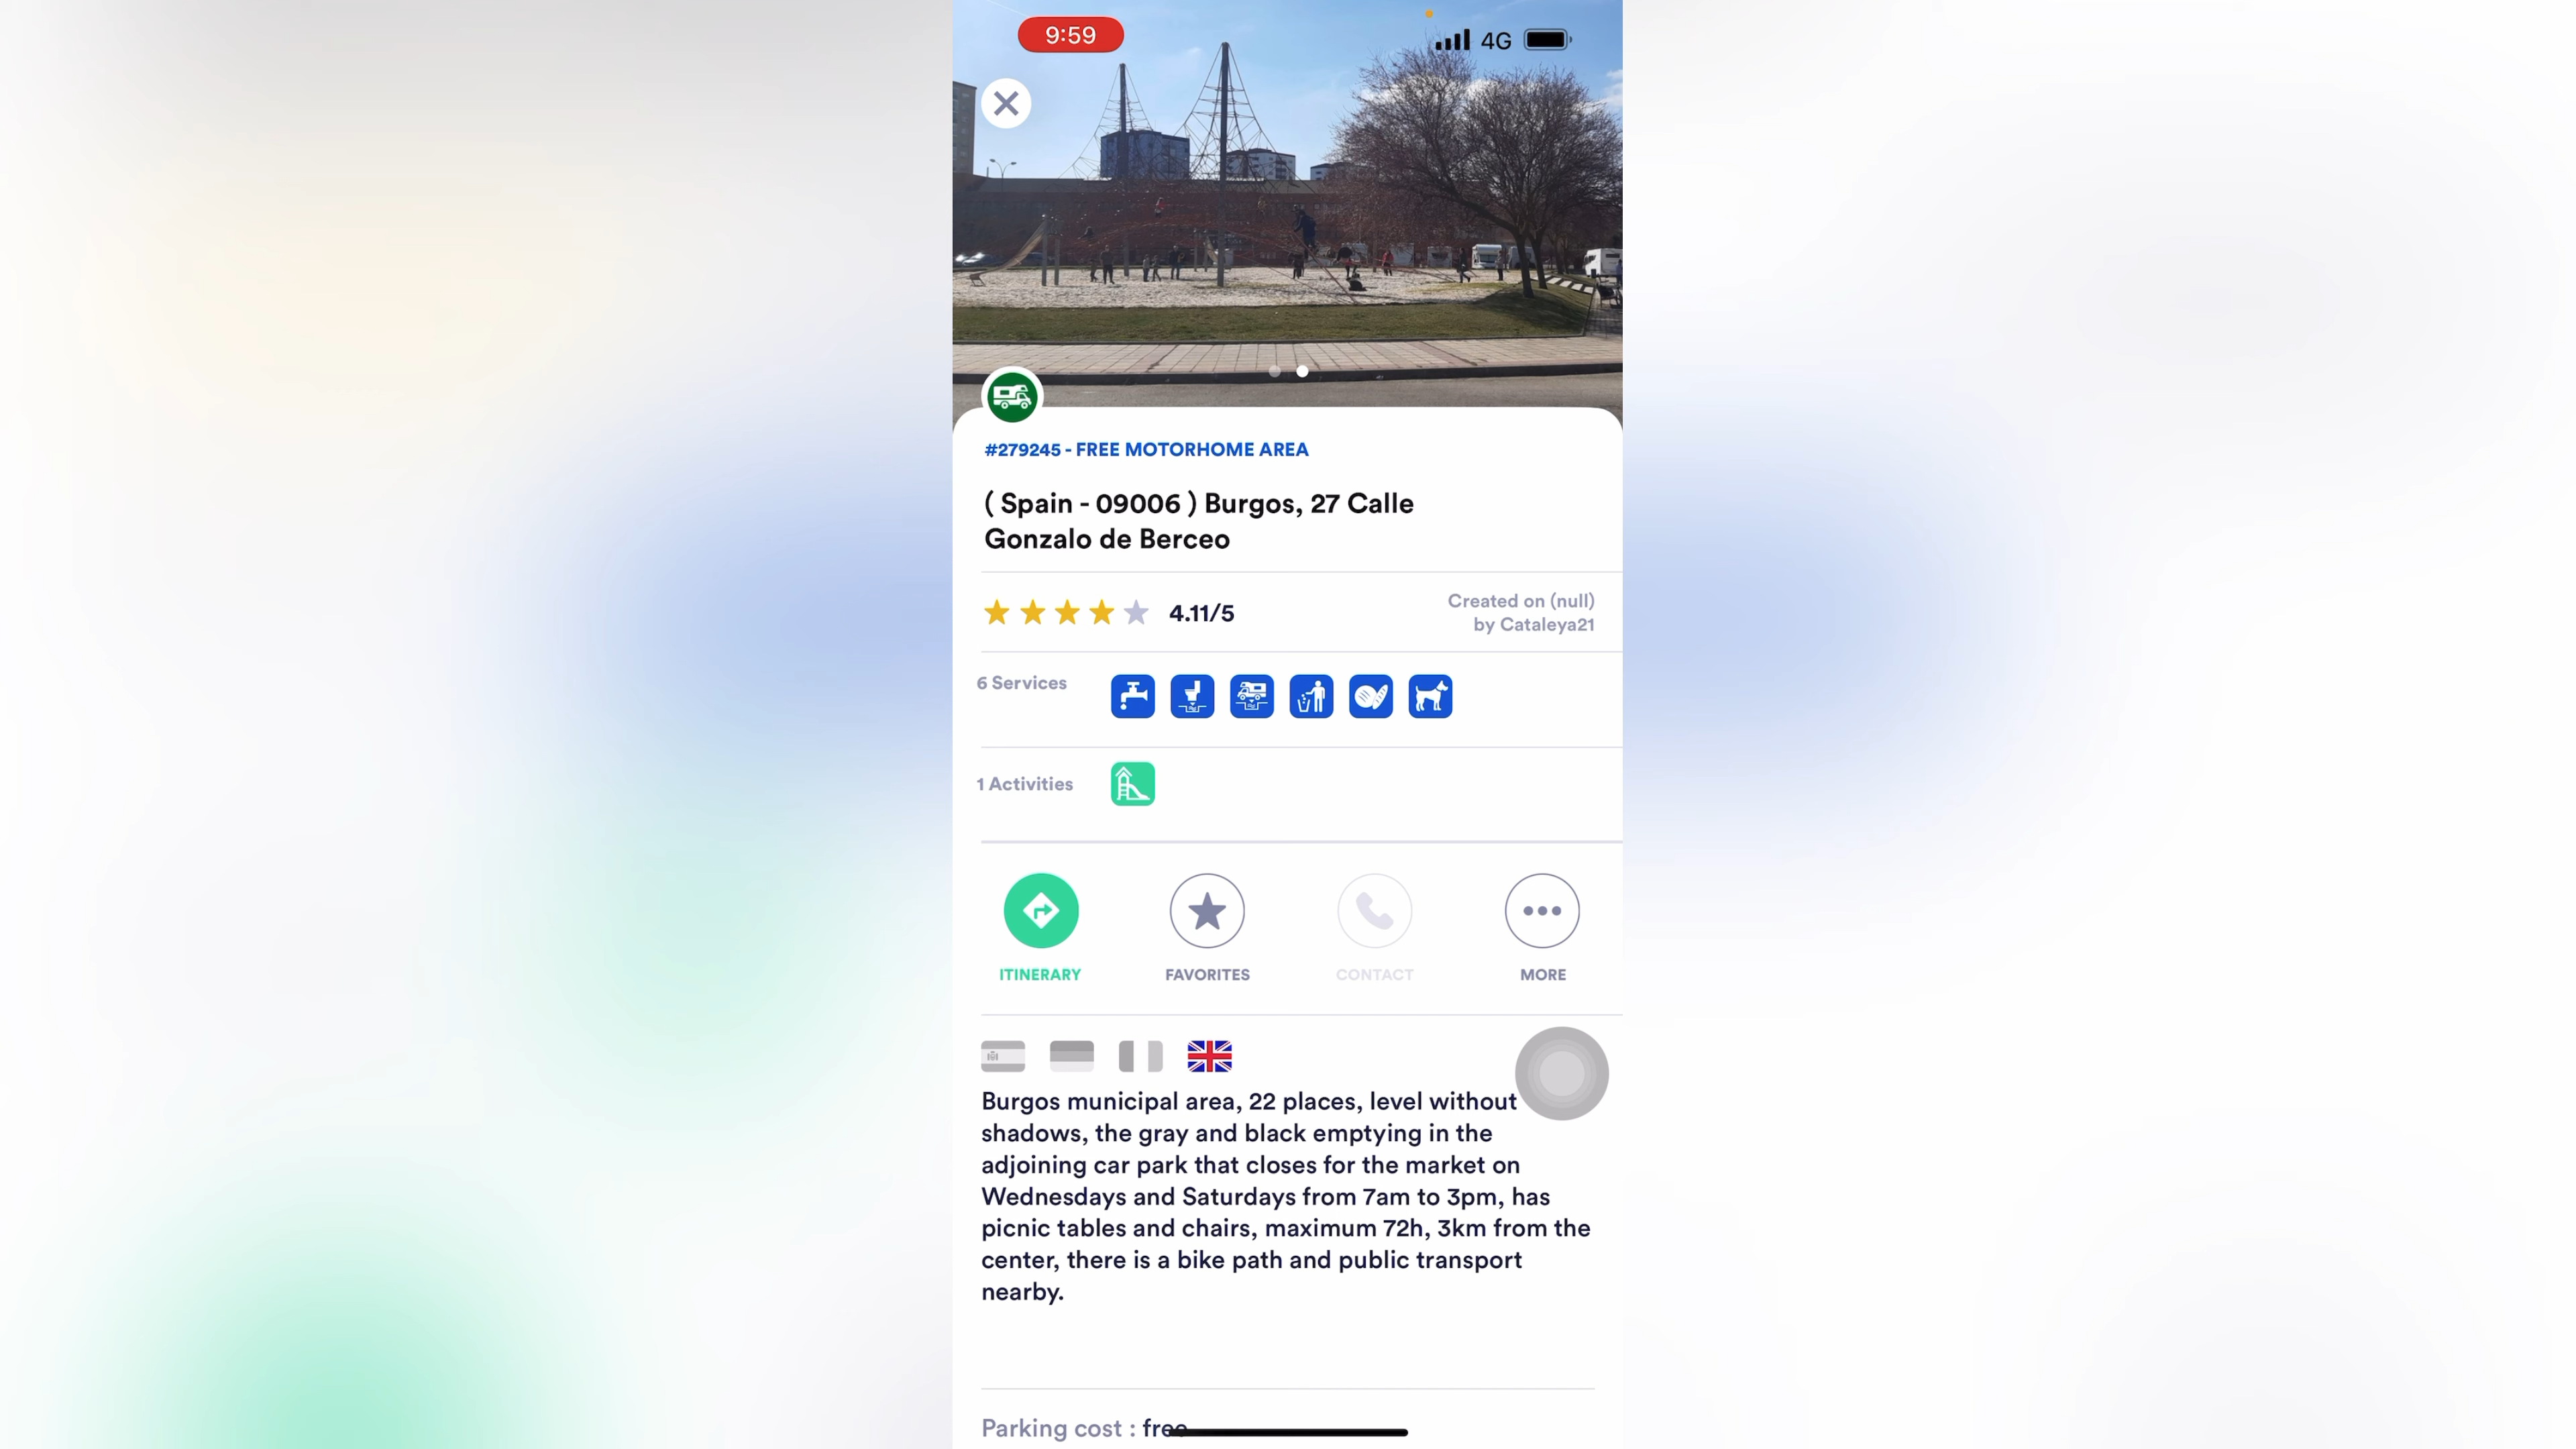 9:59
4G
#279245 - FREE MOTORHOME AREA
( Spain - 09006 ) Burgos, 27 Calle
Gonzalo de Berceo
4.11/5
Created on (null)
by Cataleya21
6 Services
1 Activities
ITINERARY
FAVORITES
CONTACT
MORE
Burgos municipal area, 22 places, level without
shadows, the gray and black emptying in the
adjoining car park that closes for the market on
Wednesdays and Saturdays from 7am to 3pm, has
picnic tables and chairs, maximum 72h, 3km from the
center, there is a bike path and public transport
nearby.
Parking cost : free